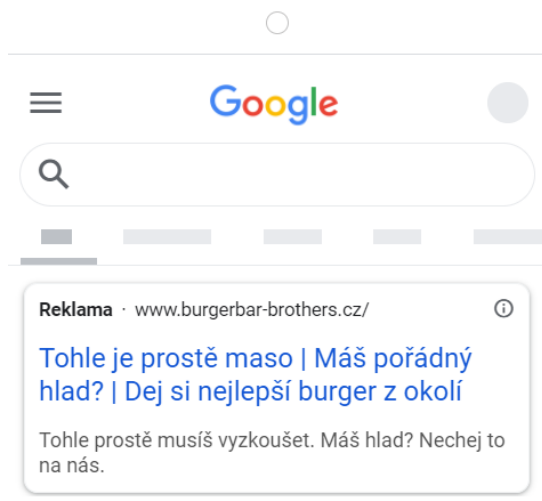 Google
Reklama · www.burgerbar-brothers.cz/
Tohle je prostě maso | Máš pořádný
hlad? | Dej si nejlepší burger z okolí
Tohle prostě musíš vyzkoušet. Máš hlad? Nechej to
na nás.